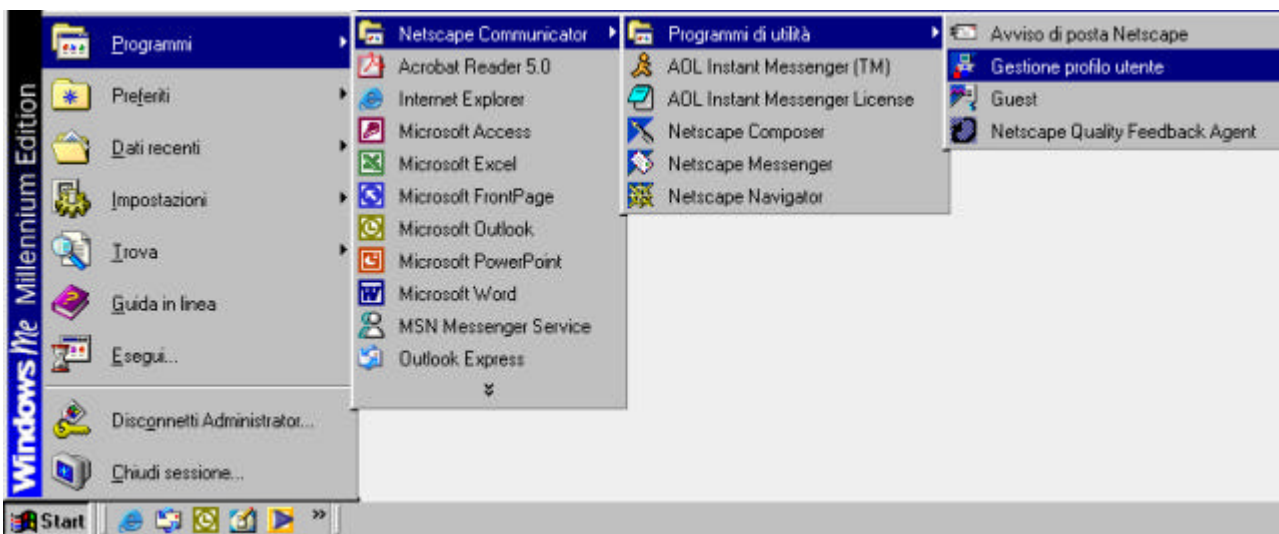 Windows Me Millennium Edition
Programmi
Preferiti
Dati recenti
Impostazioni
Trova
Guida in linea
Esegui...
Disconnetti Administrator...
Chiudi sessione...
Start
Netscape Communicator
Acrobat Reader 5.0
Internet Explorer
Microsoft Access
Microsoft Excel
Microsoft FrontPage
Microsoft Outlook
Microsoft PowerPoint
Microsoft Word
MSN Messenger Service
Outlook Express
Programmi di utilità
AOL Instant Messenger (TM)
AOL Instant Messenger License
Netscape Composer
Netscape Messenger
Netscape Navigator
Avviso di posta Netscape
Gestione profilo utente
Guest
Netscape Quality Feedback Agent